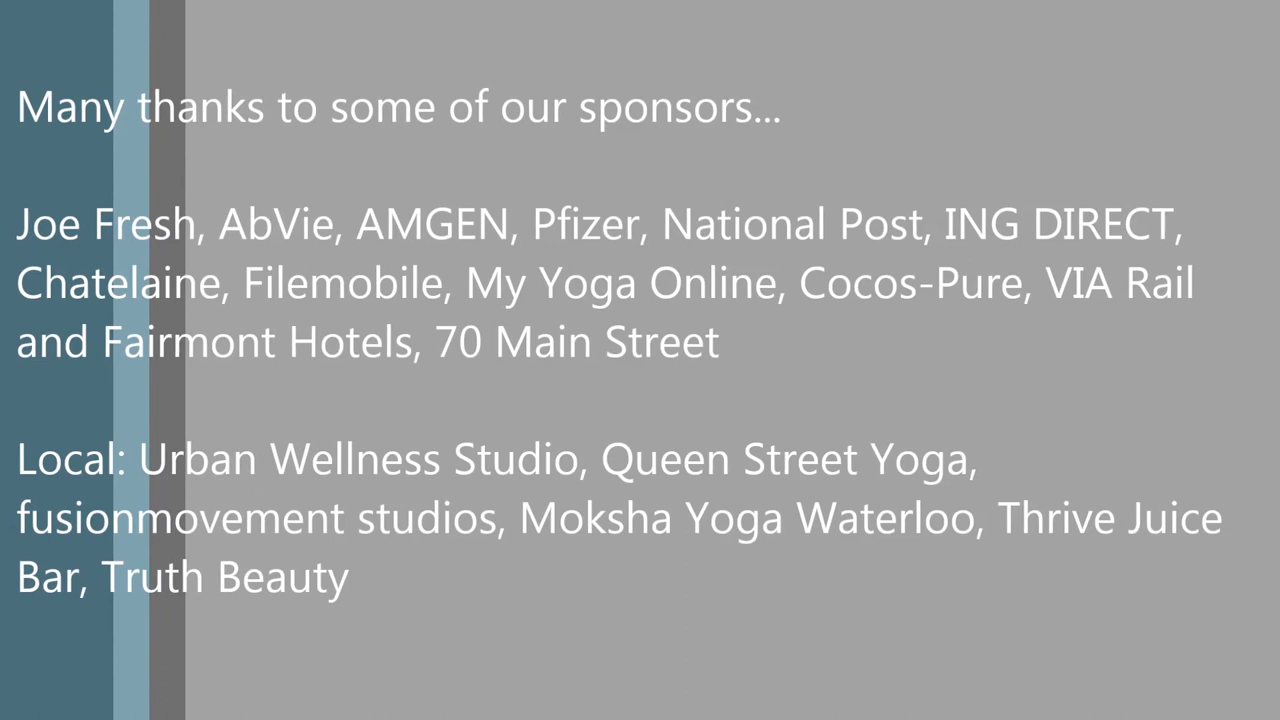 Many thanks to some of our sponsors...
Joe Fresh, AbVie, AMGEN, Pfizer, National Post, ING DIRECT,
Chatelaine, Filemobile, My Yoga Online, Cocos-Pure, VIA Rail
and Fairmont Hotels, 70 Main Street
Local: Urban Wellness Studio, Queen Street Yoga,
fusionmovement studios, Moksha Yoga Waterloo, Thrive Juice
Bar, Truth Beauty